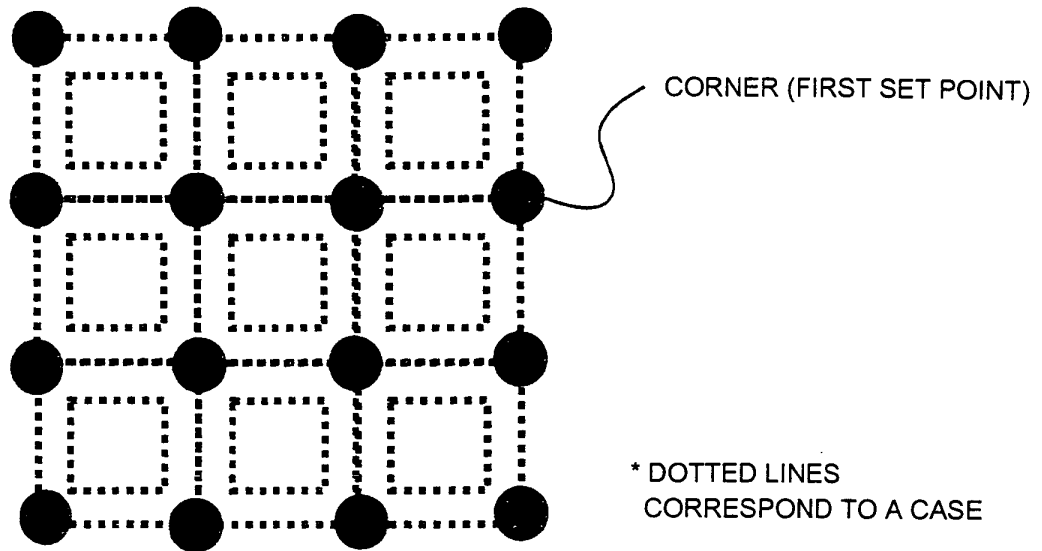 CORNER (FIRST SET POINT)
* DOTTED LINES
CORRESPOND TO A CASE